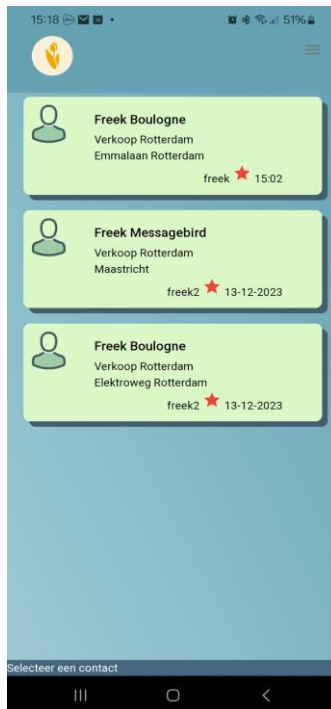 15:18
51%
Freek Boulogne
Verkoop Rotterdam
Emmalaan Rotterdam
freek 15:02
Freek Messagebird
Verkoop Rotterdam
Maastricht
freek2 13-12-2023
Freek Boulogne
Verkoop Rotterdam
Elektroweg Rotterdam
freek2 13-12-2023
Selecteer een contact